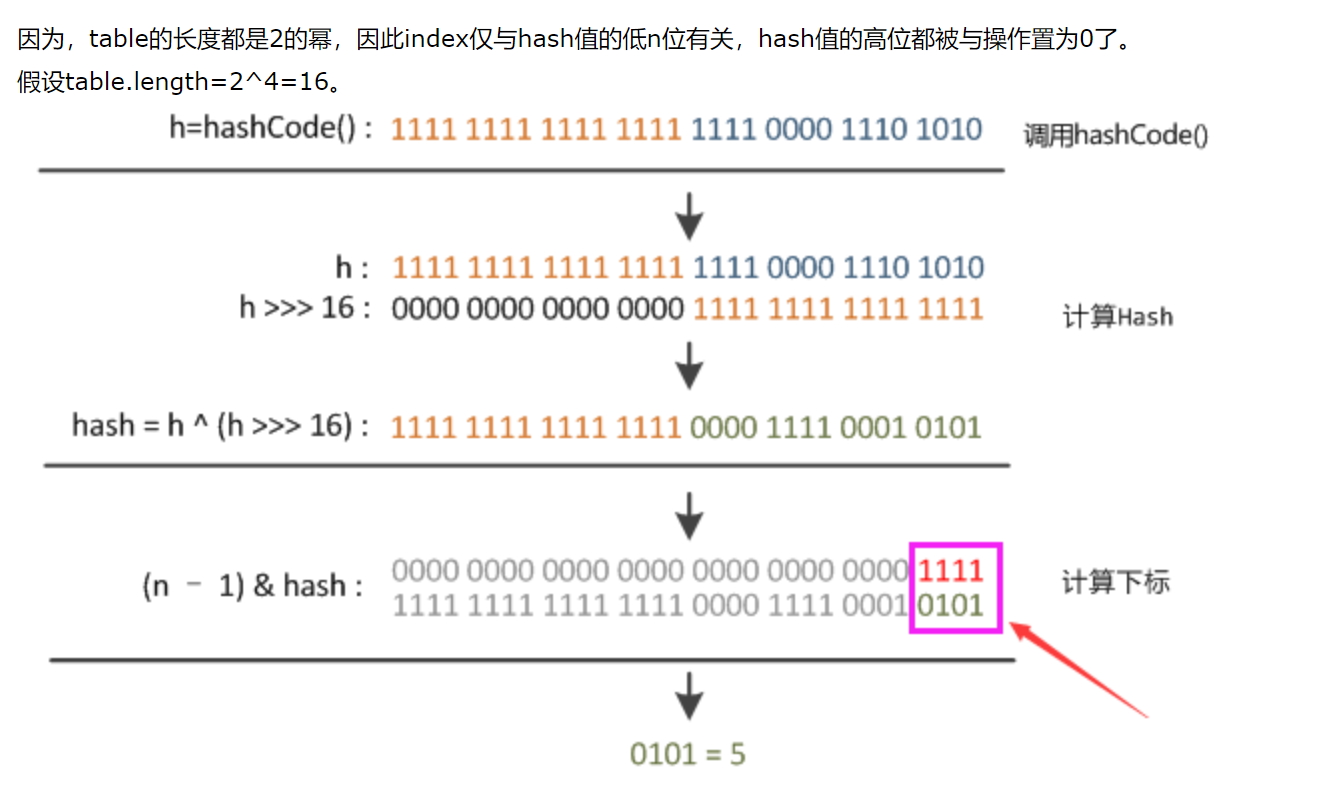 因为，table的长度都是2的幂，因此index仅与hash值的低n位有关，hash值的高位都被与操作置为0了。
假设table.length=2^4=16。
h=hashCode() : 1111 1111 1111 1111 1111 0000 1110 1010 调用hashCode()
h : 1111 1111 1111 1111 1111 0000 1110 1010
h >>> 16 : 0000 0000 0000 0000 1111 1111 1111 1111 计算Hash
hash = h ^ (h >>> 16) : 1111 1111 1111 1111 0000 1111 0001 0101
0000 0000 0000 0000 0000 0000 0000 1111
(n － 1) & hash : 1111 1111 1111 1111 0000 1111 0001 0101 计算下标
0101 = 5